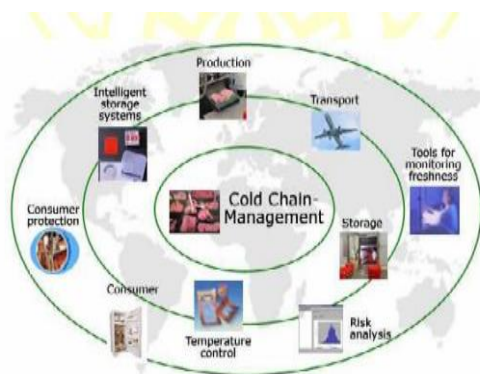 Production
Intelligent
storage
systems
Transport
Tools for
monitoring
freshness
Cold Chain-
Management
Consumer
protection
Storage
Consumer
Temperature
control
Risk
analysis